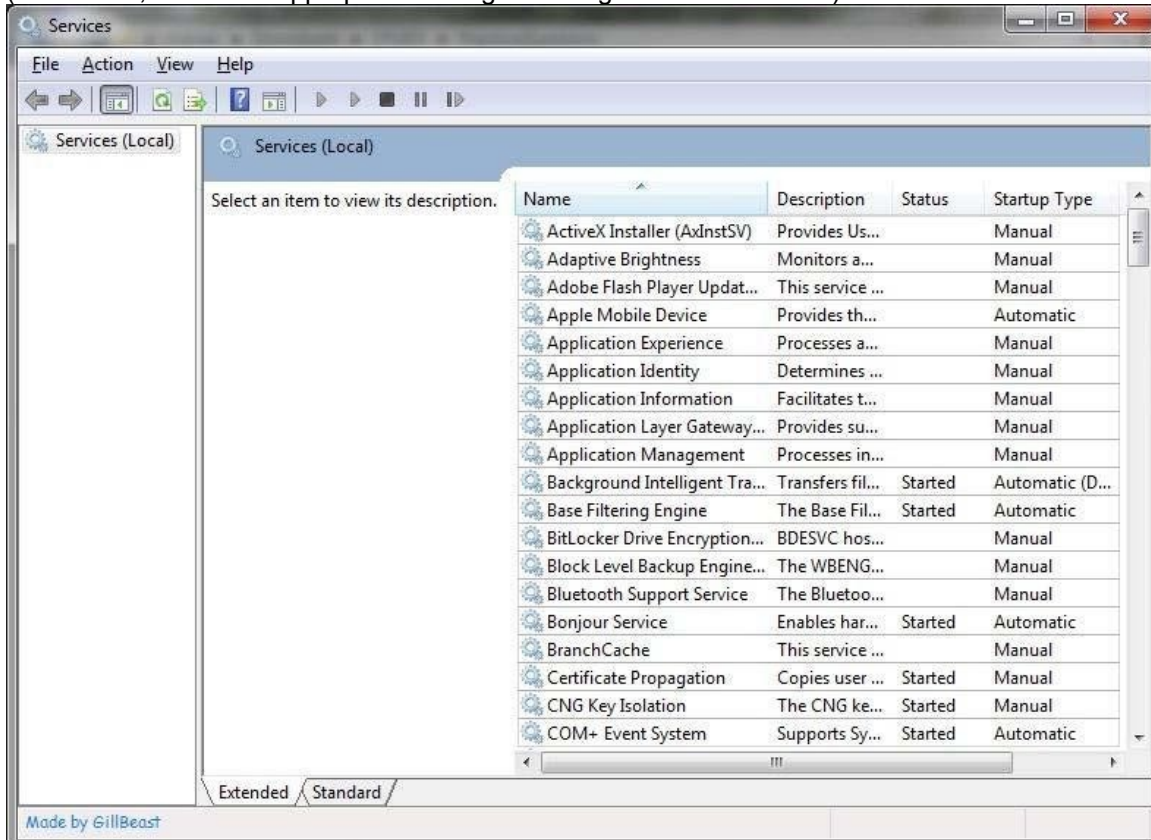 Services
File Action View Help
Services (Local)
Services (Local)
Select an item to view its description.
Name Description Status Startup Type
ActiveX Installer (AxInstSV) Provides Us... Manual
Adaptive Brightness Monitors a... Manual
Adobe Flash Player Updat... This service ... Manual
Apple Mobile Device Provides th... Automatic
Application Experience Processes a... Manual
Application Identity Determines ... Manual
Application Information Facilitates t... Manual
Application Layer Gateway... Provides su... Manual
Application Management Processes in... Manual
Background Intelligent Tra... Transfers fil... Started Automatic (D...
Base Filtering Engine The Base Fil... Started Automatic
BitLocker Drive Encryption... BDESVC hos... Manual
Block Level Backup Engine... The WBENG... Manual
Bluetooth Support Service The Bluetoo... Manual
Bonjour Service Enables har... Started Automatic
BranchCache This service ... Manual
Certificate Propagation Copies user ... Started Manual
CNG Key Isolation The CNG ke... Started Manual
COM+ Event System Supports Sy... Started Automatic
Extended Standard
Made by GillBeast